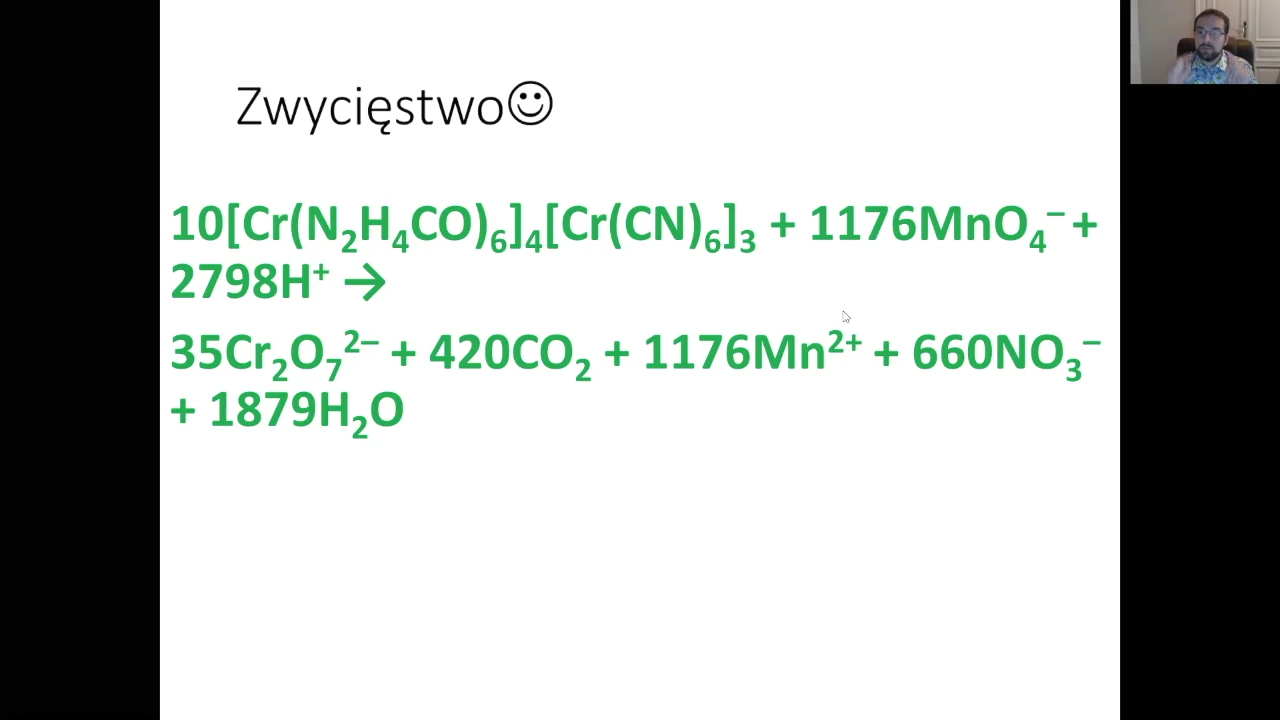 Zwycięstwo☺
10[Cr(N₂H₄CO)₆]₄[Cr(CN)₆]₃ + 1176MnO₄⁻ +
2798H⁺ →
35Cr₂O₇²⁻ + 420CO₂ + 1176Mn²⁺ + 660NO₃⁻
+ 1879H₂O